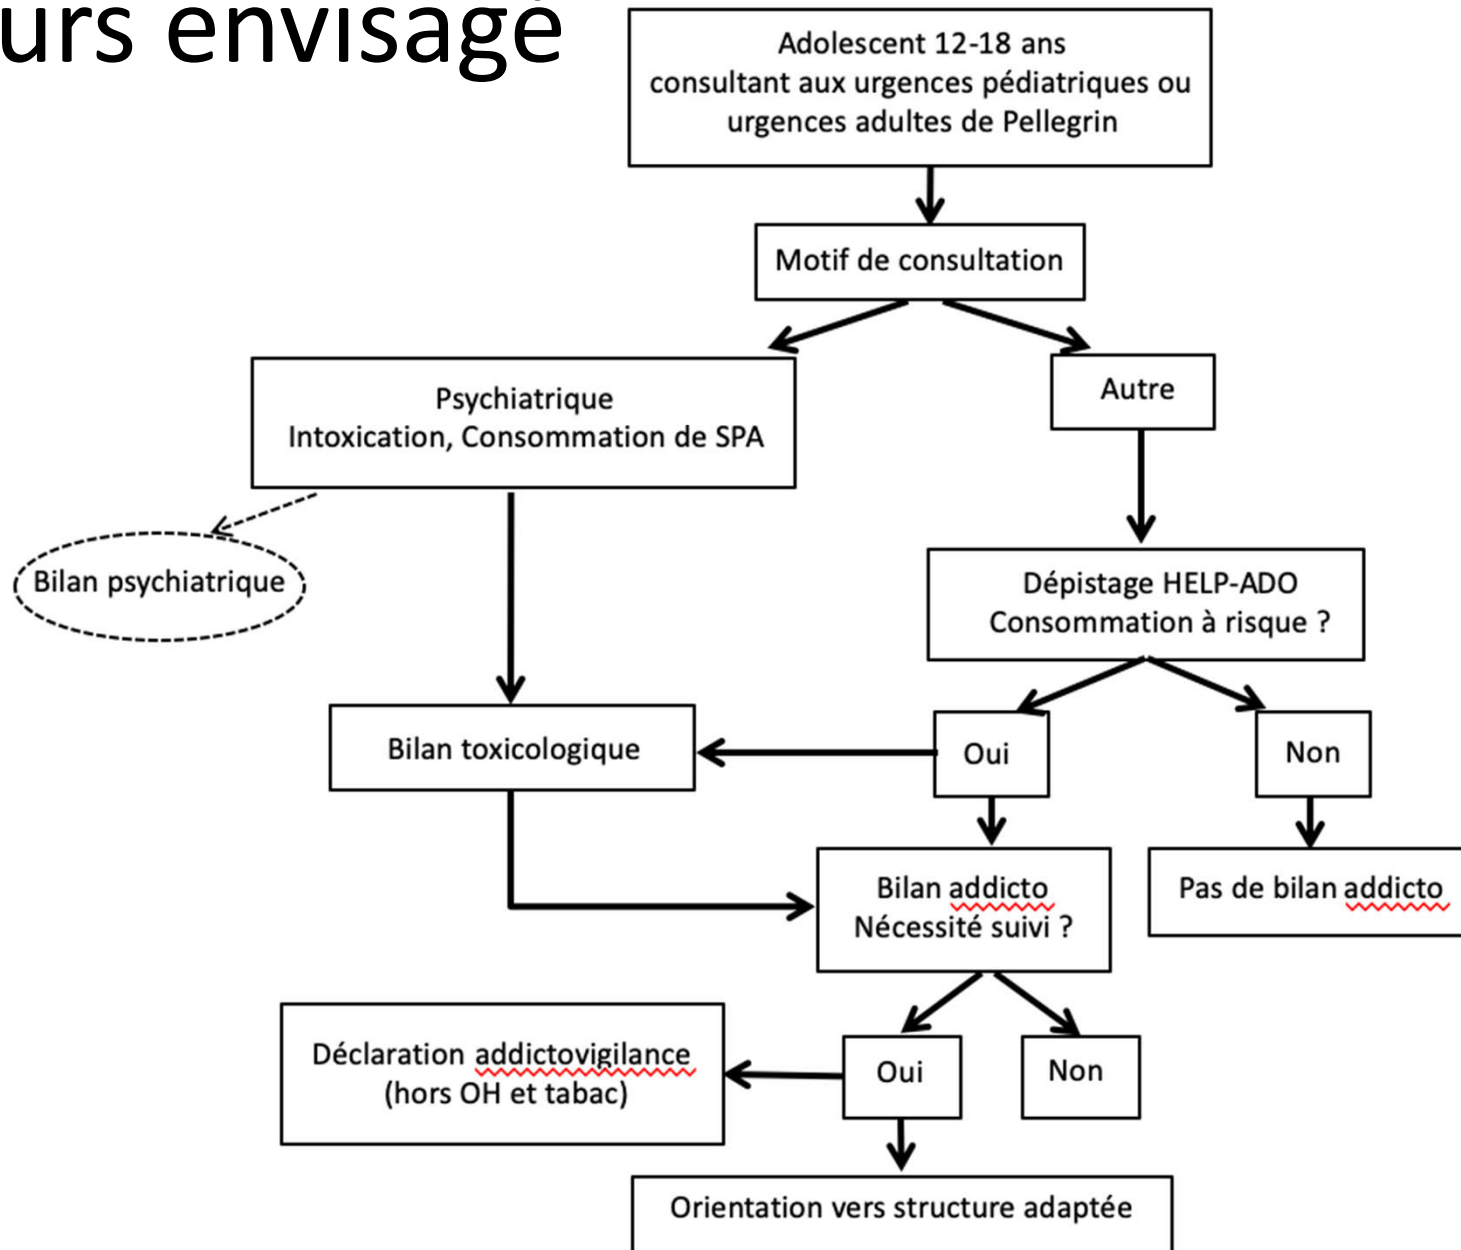 urs envisagé
Adolescent 12-18 ans
consultant aux urgences pédiatriques ou
urgences adultes de Pellegrin
Motif de consultation
Psychiatrique
Intoxication, Consommation de SPA
Autre
Bilan psychiatrique
Dépistage HELP-ADO
Consommation à risque ?
Bilan toxicologique
Oui
Non
Bilan addicto
Nécessité suivi ?
Pas de bilan addicto
Déclaration addictovigilance
(hors OH et tabac)
Oui
Non
Orientation vers structure adaptée